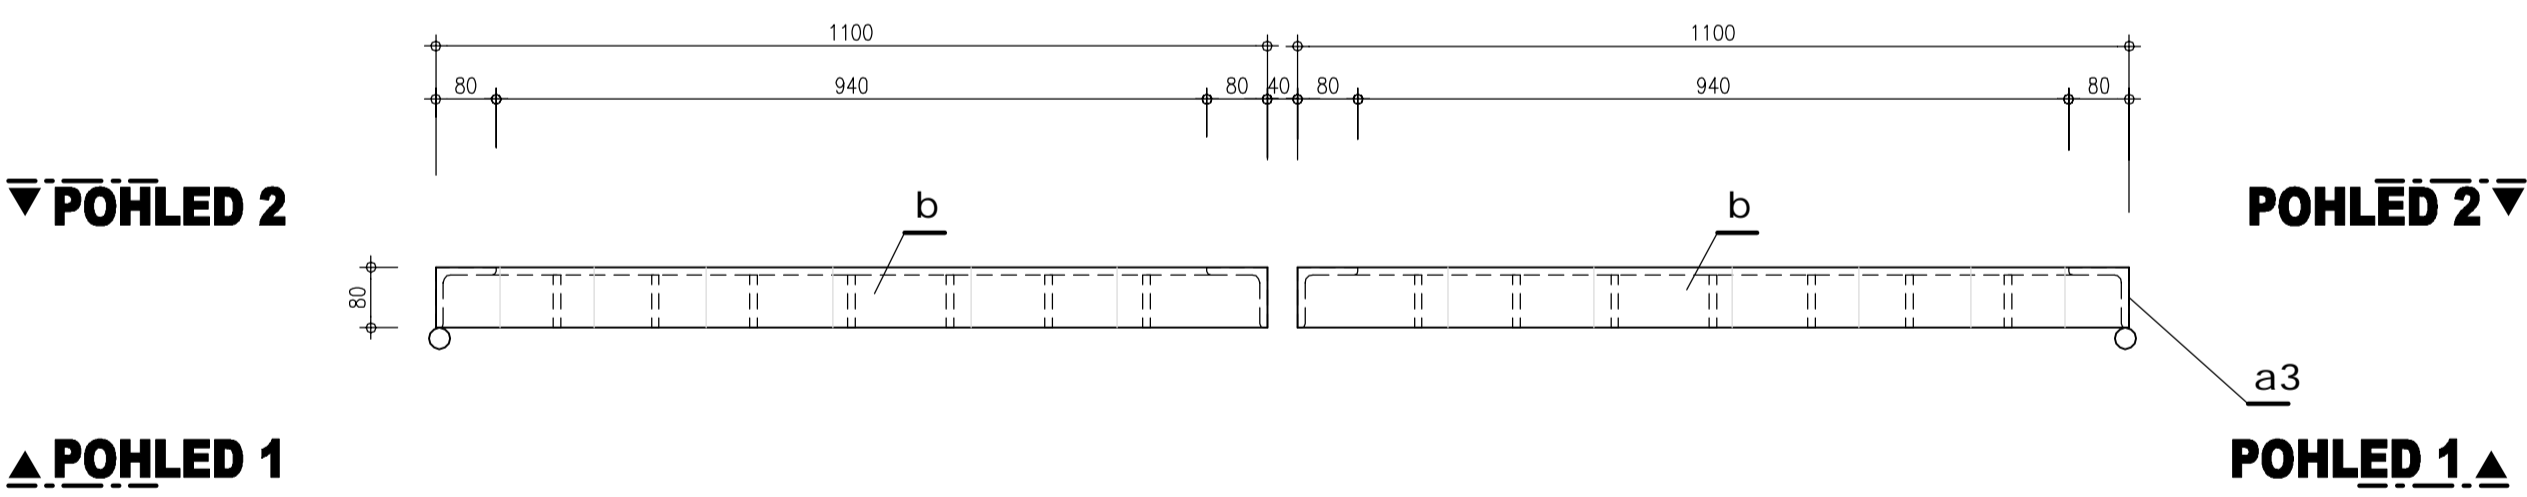 1100 1100
80 940 80 40 80 940 80
POHLED 2 POHLED 2
b b
80
a3
POHLED 1 POHLED 1